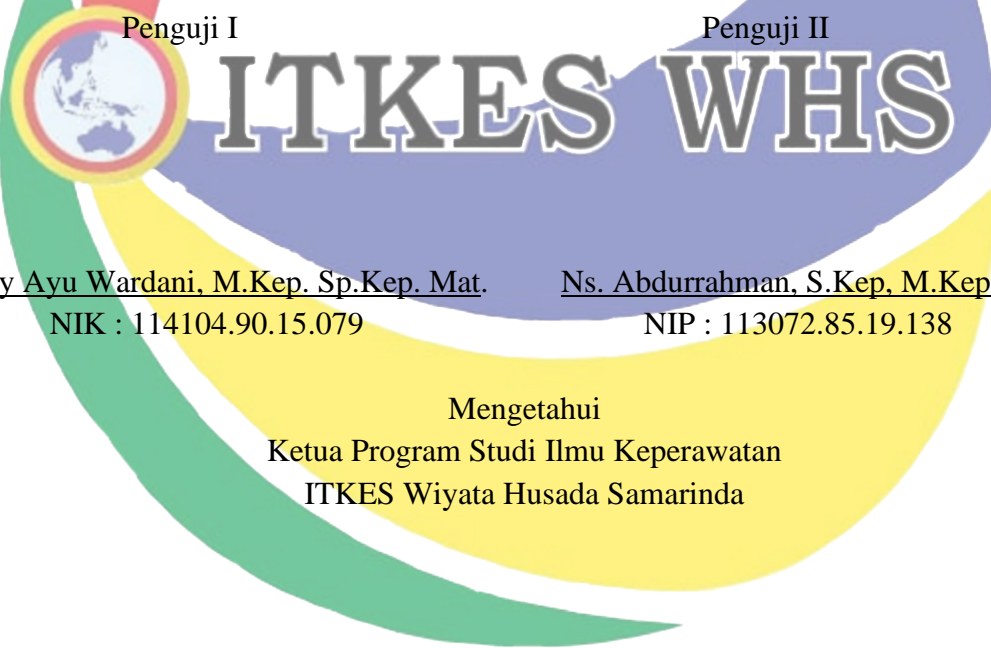 Penguji I Penguji II
ITKES WHS
y Ayu Wardani, M.Kep. Sp.Kep. Mat. Ns. Abdurrahman, S.Kep, M.Kep
NIK : 114104.90.15.079 NIP : 113072.85.19.138
Mengetahui
Ketua Program Studi Ilmu Keperawatan
ITKES Wiyata Husada Samarinda